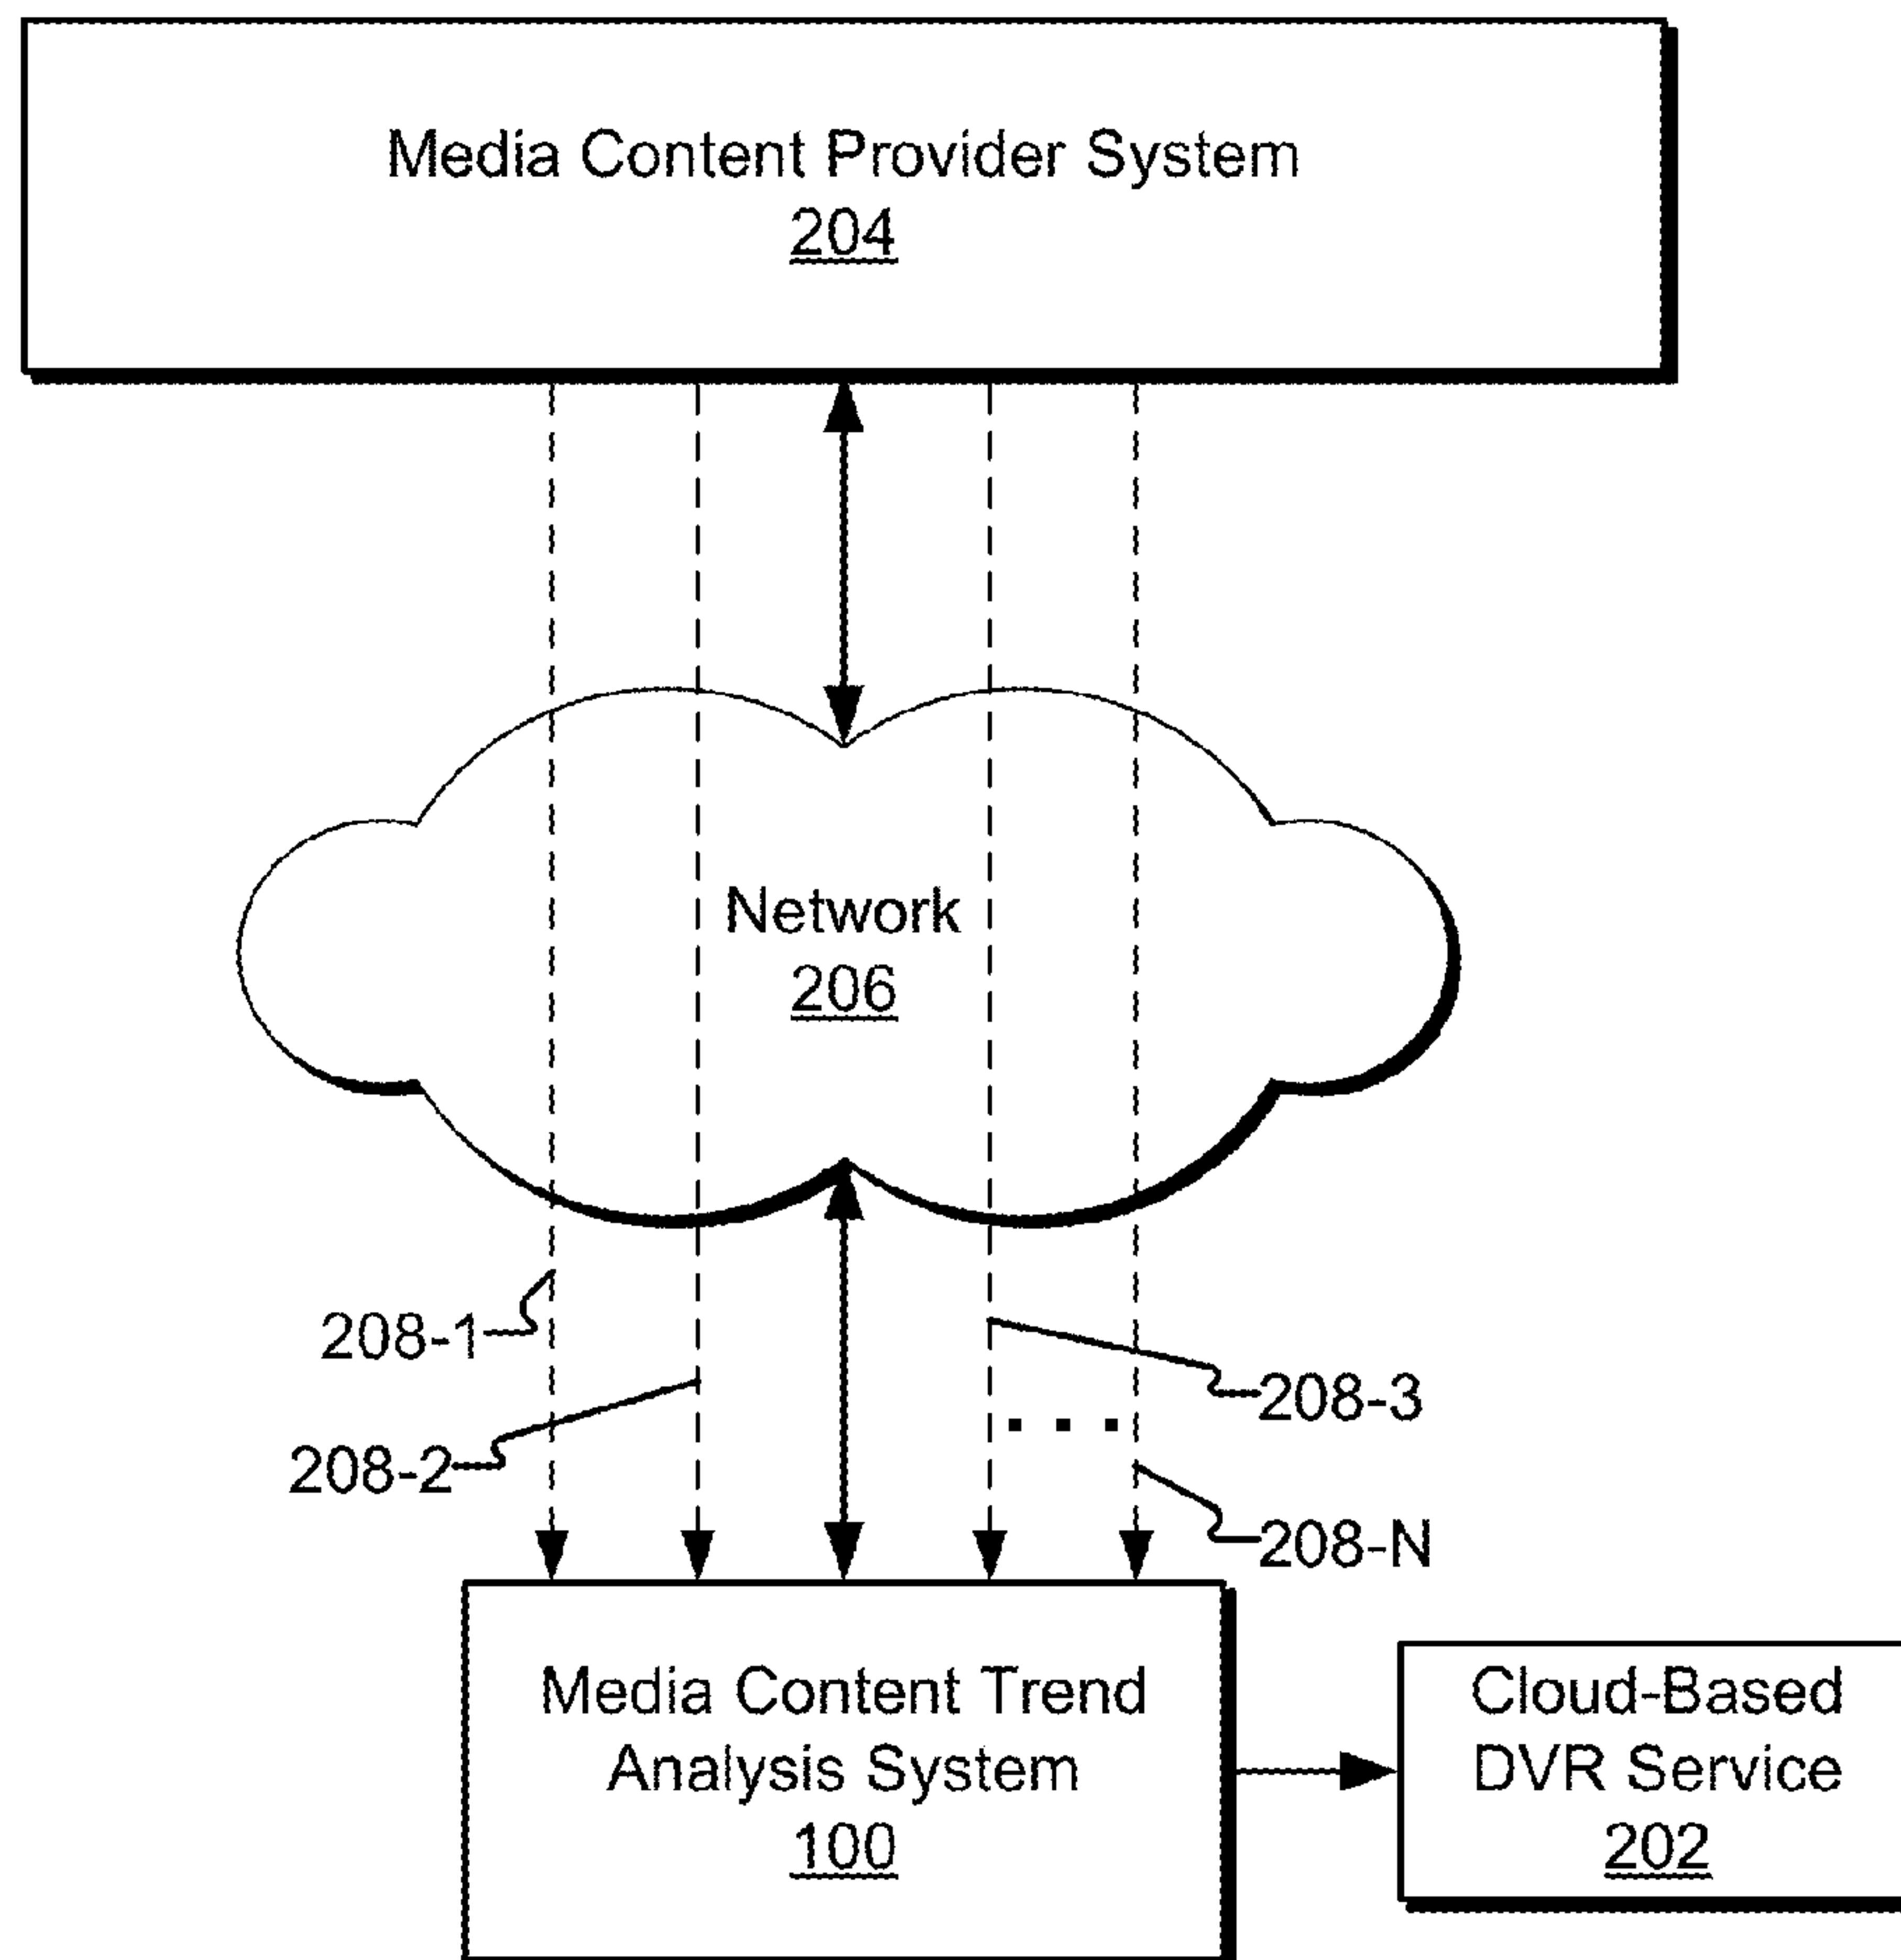 Media Content Provider System
204
Network
206
208-1
208-3
208-2
208-N
Media Content Trend
Analysis System
100
Cloud-Based
DVR Service
202